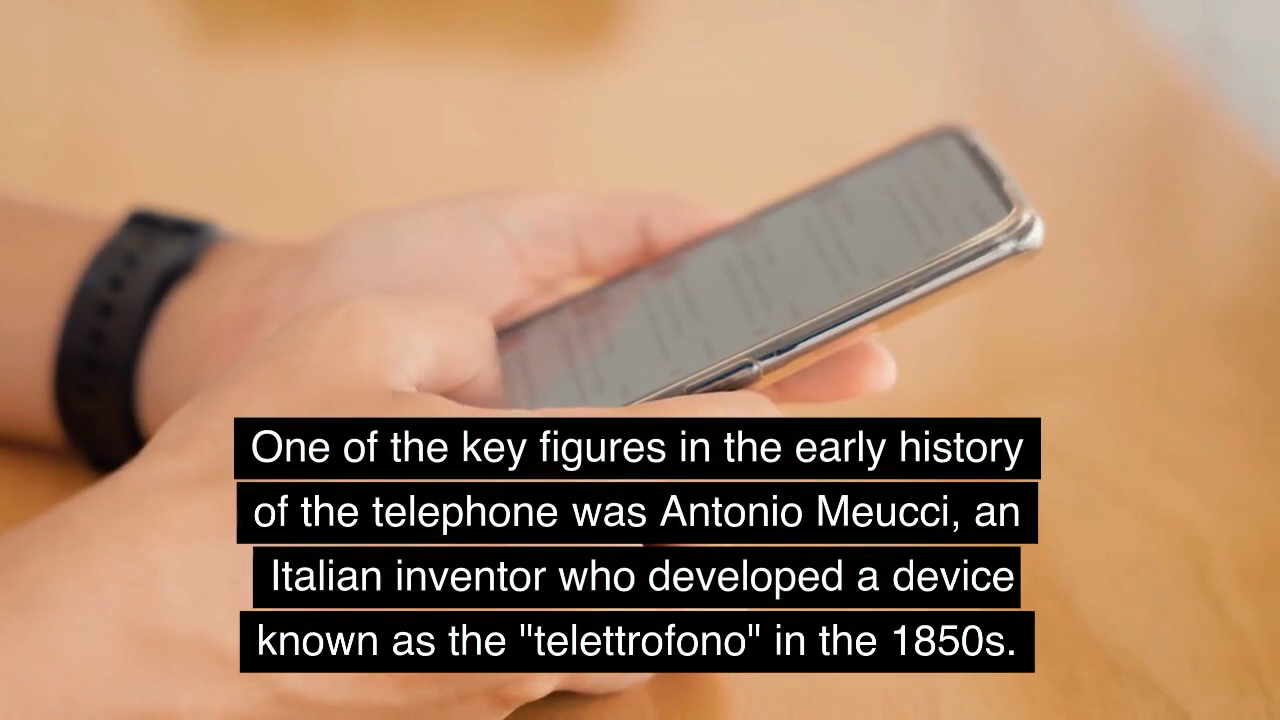 One of the key figures in the early history
of the telephone was Antonio Meucci, an
Italian inventor who developed a device
known as the "telettrofono" in the 1850s.